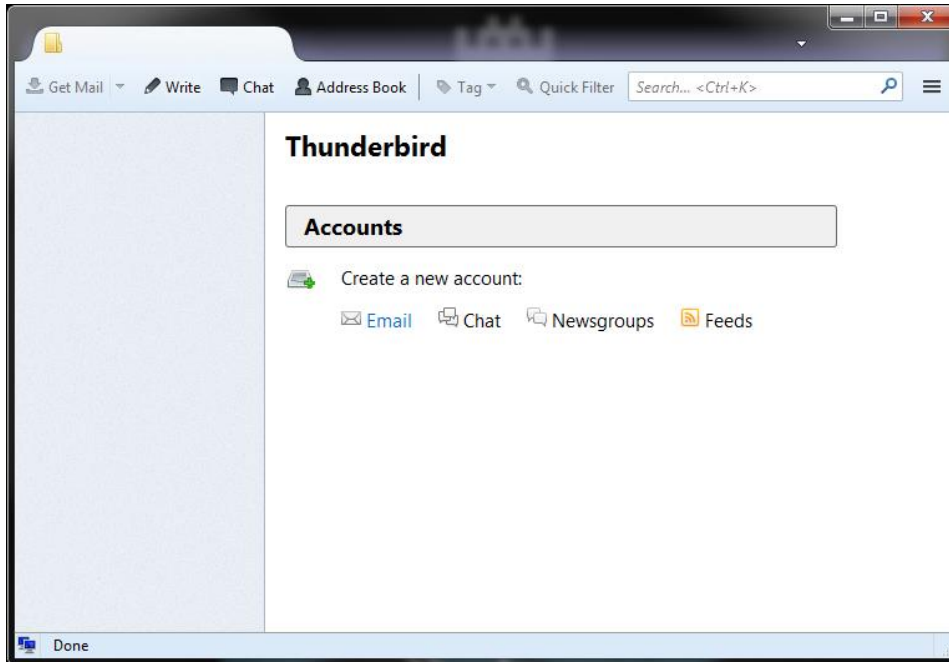 Get Mail Write Chat Address Book Tag Quick Filter Search... <Ctrl+K>
Thunderbird
Accounts
Create a new account:
Email Chat Newsgroups Feeds
Done